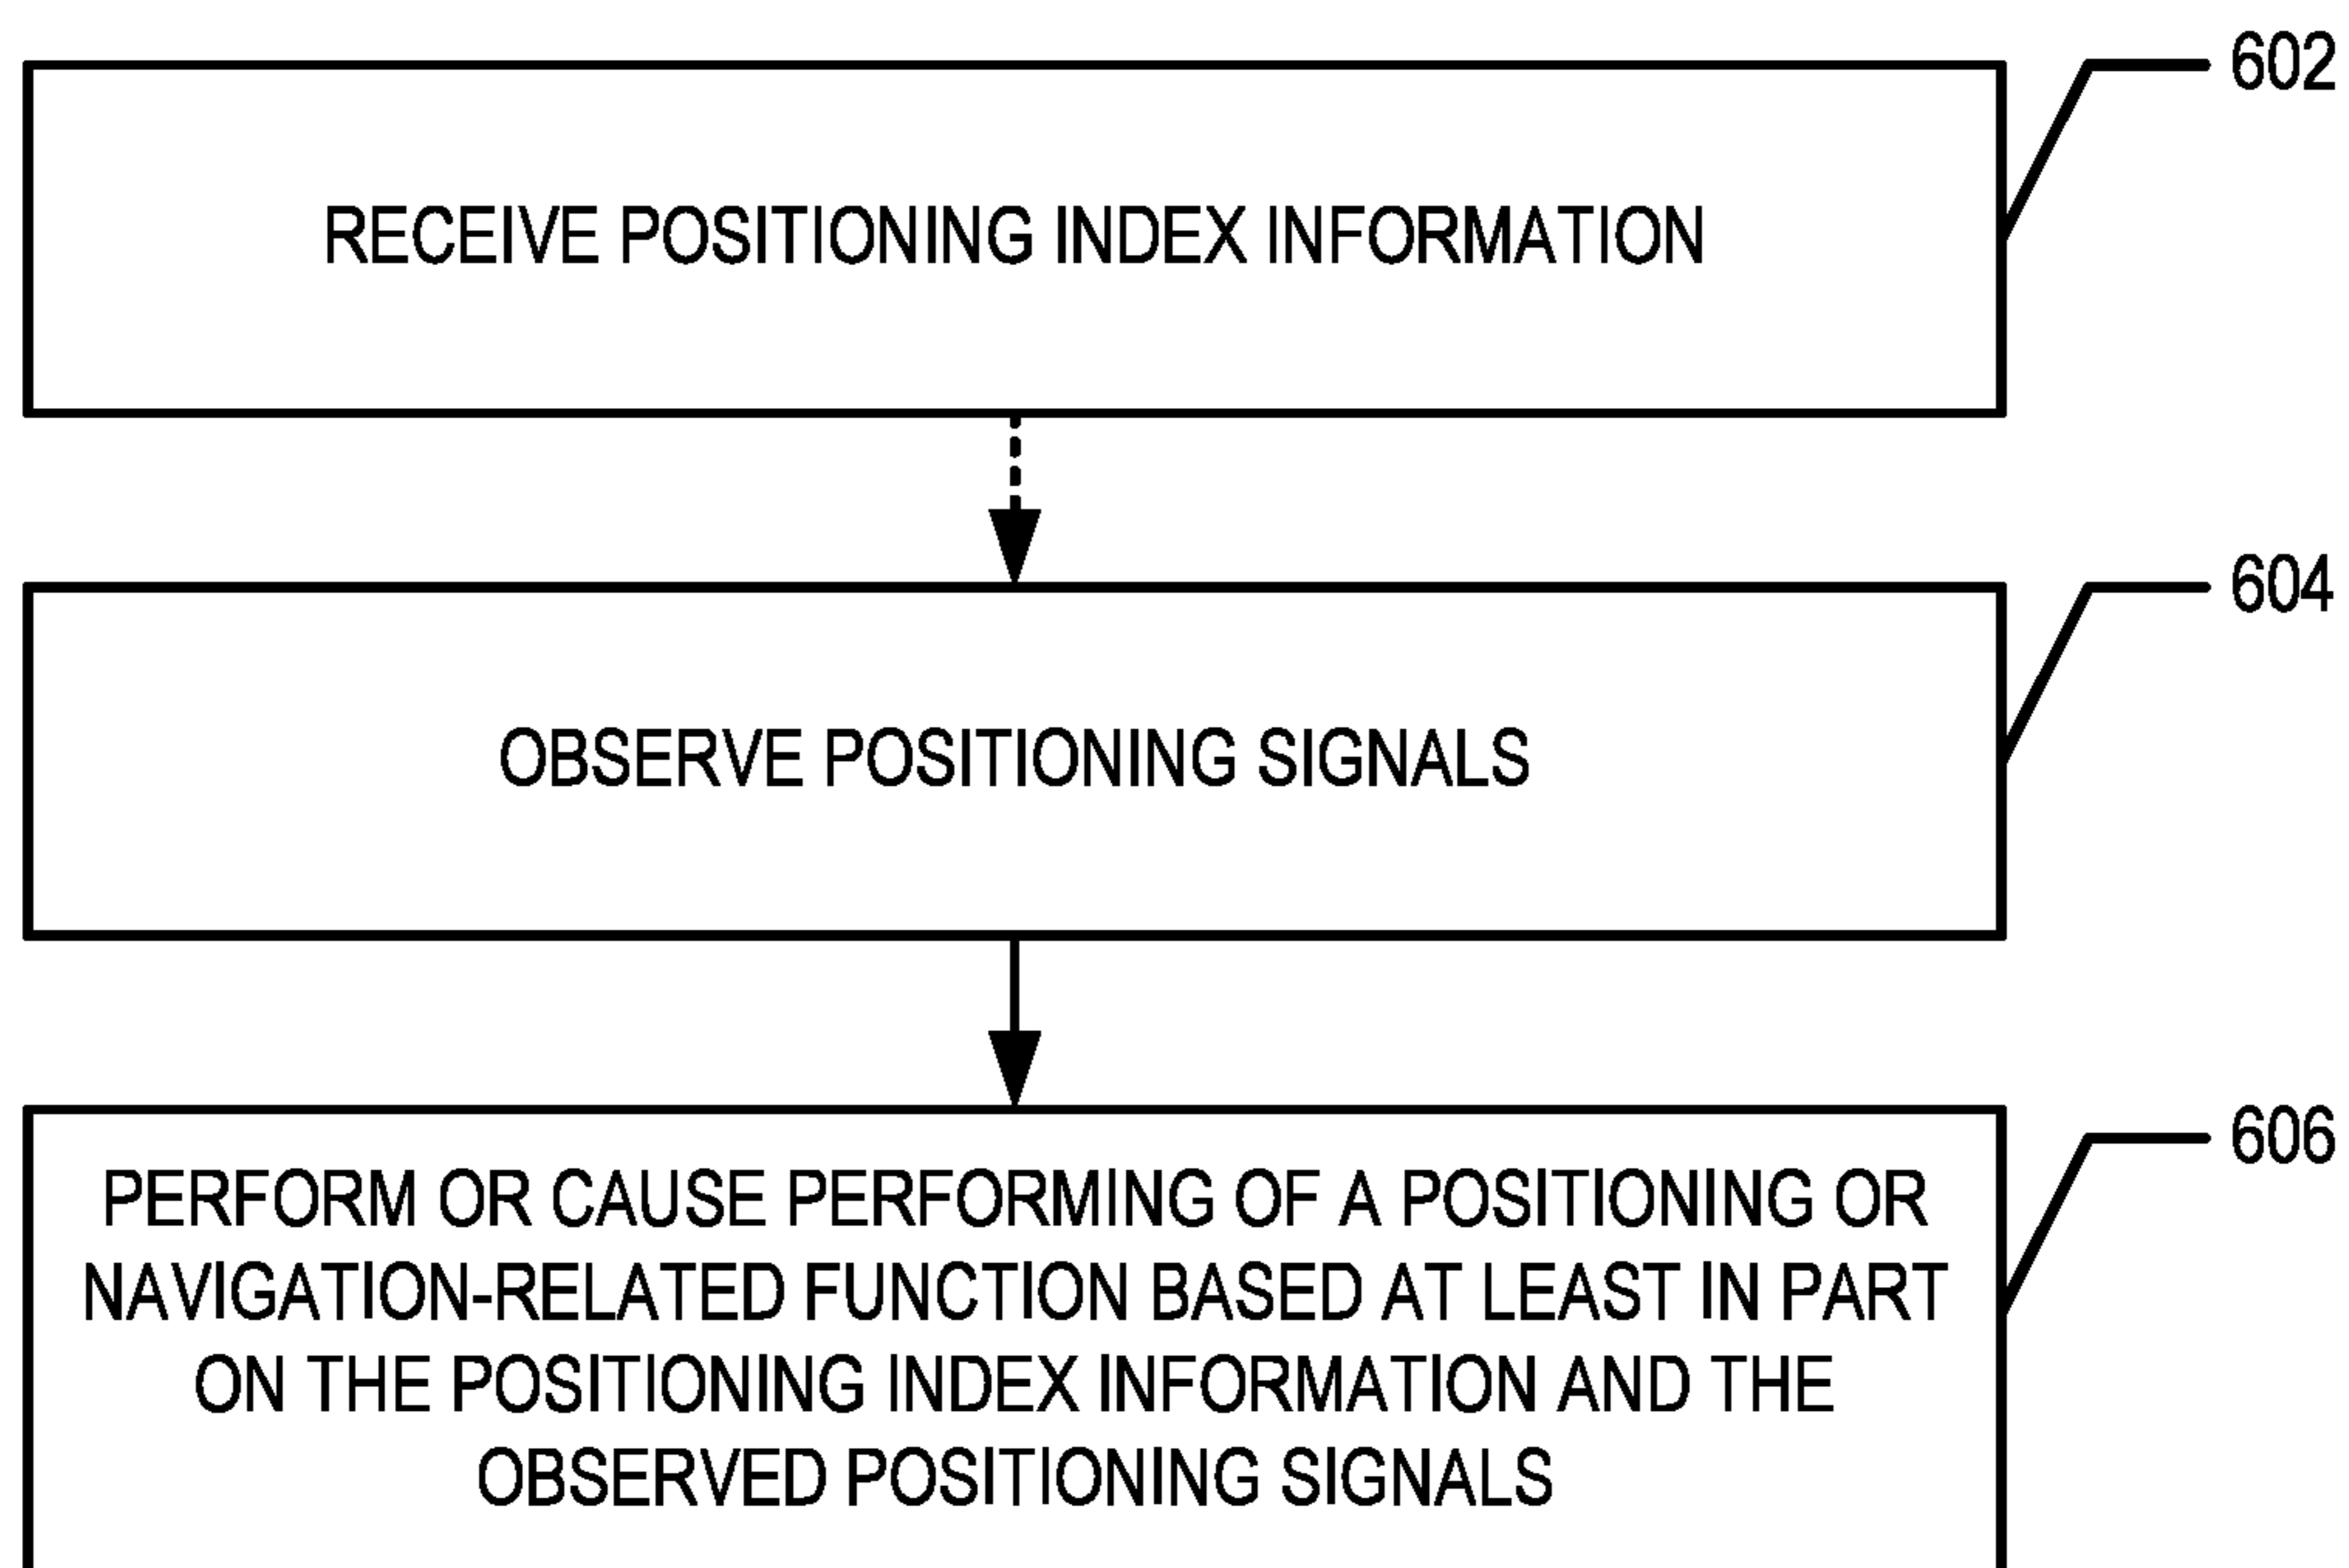 602
RECEIVE POSITIONING INDEX INFORMATION
604
OBSERVE POSITIONING SIGNALS
606
PERFORM OR CAUSE PERFORMING OF A POSITIONING OR
NAVIGATION-RELATED FUNCTION BASED AT LEAST IN PART
ON THE POSITIONING INDEX INFORMATION AND THE
OBSERVED POSITIONING SIGNALS